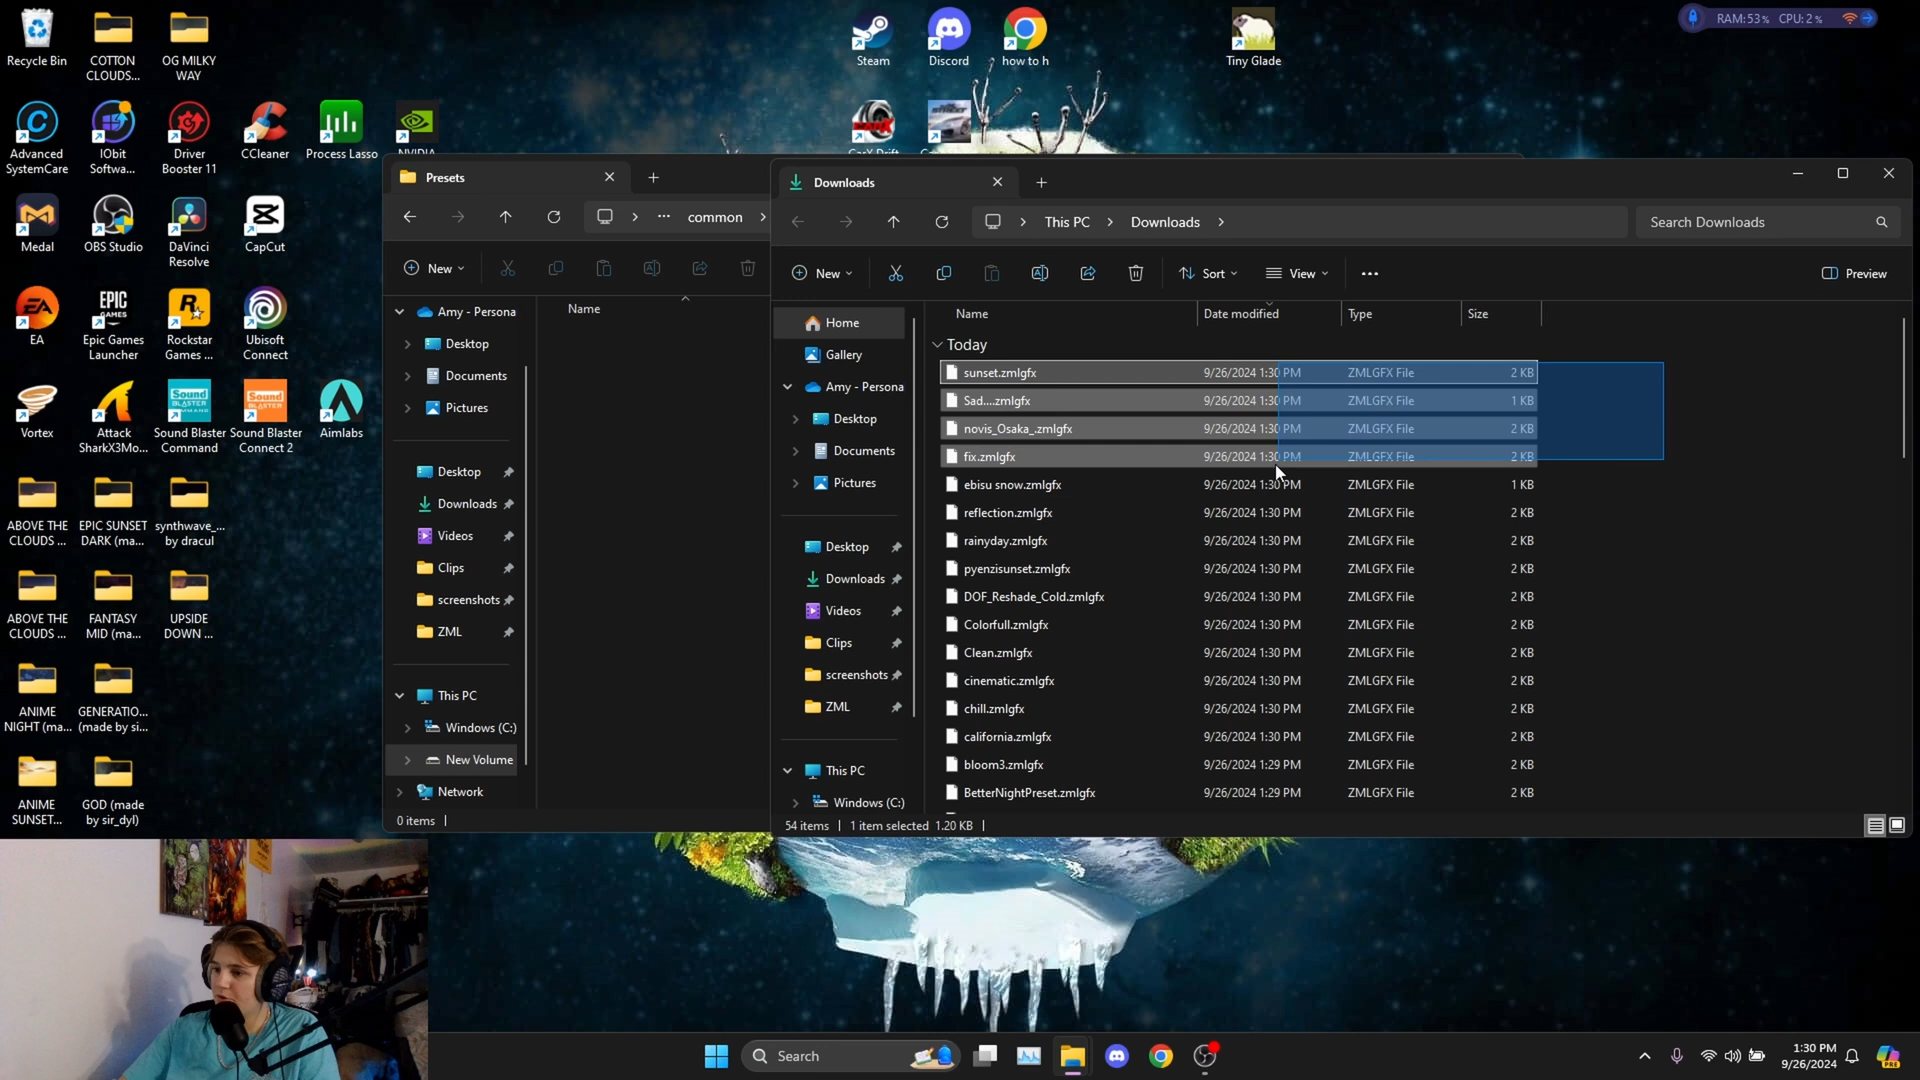 Recycle Bin
COTTON
CLOUDS...
OG MILKY
WAY
Steam
Discord
how to h
Tiny Glade
RAM:53% CPU: 2%
Advanced
SystemCare
IObit
Softwa...
Driver
Booster 11
CCleaner
Process Lasso
NVIDIA
Medal
OBS Studio
DaVinci
Resolve
CapCut
EA
Epic Games
Launcher
Rockstar
Games ...
Ubisoft
Connect
Vortex
Attack
SharkX3Mo...
Sound Blaster
Command
Sound Blaster
Connect 2
Aimlabs
ABOVE THE
CLOUDS ...
EPIC SUNSET
DARK (ma...
synthwave_...
by dracul
ABOVE THE
CLOUDS ...
FANTASY
MID (ma...
UPSIDE
DOWN ...
ANIME
NIGHT (ma...
GENERATIO...
(made by si...
ANIME
SUNSET...
GOD (made
by sir_dyl)
Presets
common
New
Name
Amy - Persona
Desktop
Documents
Pictures
Desktop
Downloads
Videos
Clips
screenshots
ZML
This PC
Windows (C:)
New Volume
Network
0 items
Downloads
This PC
Downloads
Search Downloads
New
Sort
View
Preview
Home
Gallery
Amy - Persona
Desktop
Documents
Pictures
Desktop
Downloads
Videos
Clips
screenshots
ZML
This PC
Windows (C:)
Name Date modified Type Size
Today
sunset.zmlgfx 9/26/2024 1:30 PM ZMLGFX File 2 KB
Sad....zmlgfx 9/26/2024 1:30 PM ZMLGFX File 1 KB
novis_Osaka_.zmlgfx 9/26/2024 1:30 PM ZMLGFX File 2 KB
fix.zmlgfx 9/26/2024 1:30 PM ZMLGFX File 2 KB
ebisu snow.zmlgfx 9/26/2024 1:30 PM ZMLGFX File 1 KB
reflection.zmlgfx 9/26/2024 1:30 PM ZMLGFX File 2 KB
rainyday.zmlgfx 9/26/2024 1:30 PM ZMLGFX File 2 KB
pyenzisunset.zmlgfx 9/26/2024 1:30 PM ZMLGFX File 2 KB
DOF_Reshade_Cold.zmlgfx 9/26/2024 1:30 PM ZMLGFX File 2 KB
Colorfull.zmlgfx 9/26/2024 1:30 PM ZMLGFX File 2 KB
Clean.zmlgfx 9/26/2024 1:30 PM ZMLGFX File 2 KB
cinematic.zmlgfx 9/26/2024 1:30 PM ZMLGFX File 2 KB
chill.zmlgfx 9/26/2024 1:30 PM ZMLGFX File 2 KB
california.zmlgfx 9/26/2024 1:30 PM ZMLGFX File 2 KB
bloom3.zmlgfx 9/26/2024 1:29 PM ZMLGFX File 2 KB
BetterNightPreset.zmlgfx 9/26/2024 1:29 PM ZMLGFX File 2 KB
54 items 1 item selected 1.20 KB
Search
1:30 PM
9/26/2024